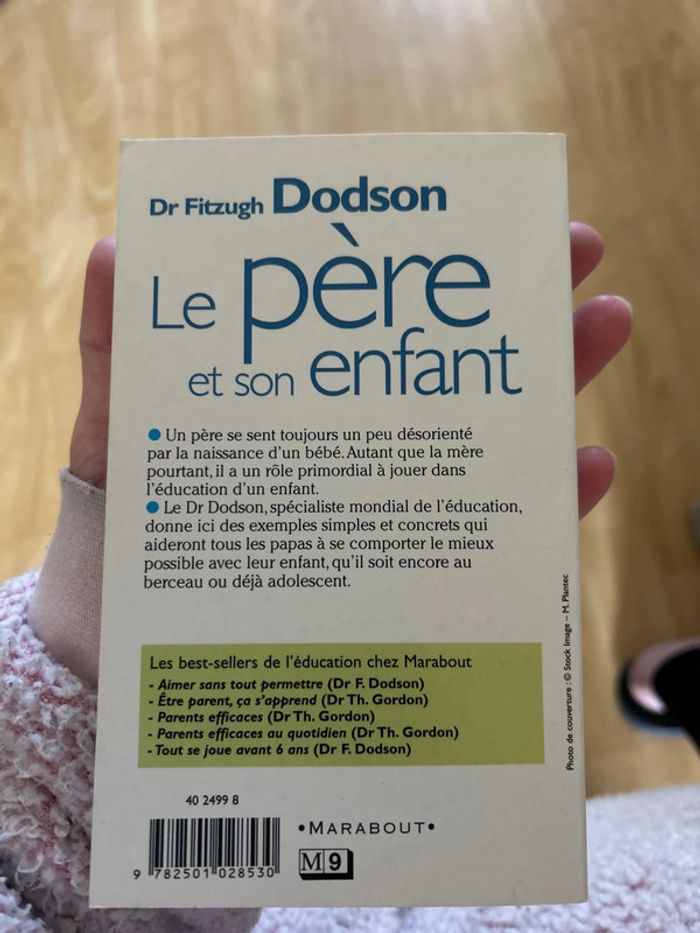 Dr Fitzugh Dodson
Le père
et son enfant
● Un père se sent toujours un peu désorienté
par la naissance d'un bébé. Autant que la mère
pourtant, il a un rôle primordial à jouer dans
l'éducation d'un enfant.
● Le Dr Dodson, spécialiste mondial de l'éducation,
donne ici des exemples simples et concrets qui
aideront tous les papas à se comporter le mieux
possible avec leur enfant, qu'il soit encore au
berceau ou déjà adolescent.
Photo de couverture : © Stock Image – M. Plantec
Les best-sellers de l'éducation chez Marabout
- Aimer sans tout permettre (Dr F. Dodson)
- Être parent, ça s'apprend (Dr Th. Gordon)
- Parents efficaces (Dr Th. Gordon)
- Parents efficaces au quotidien (Dr Th. Gordon)
- Tout se joue avant 6 ans (Dr F. Dodson)
40 2499 8
9 782501 028530
•MARABOUT•
M 9